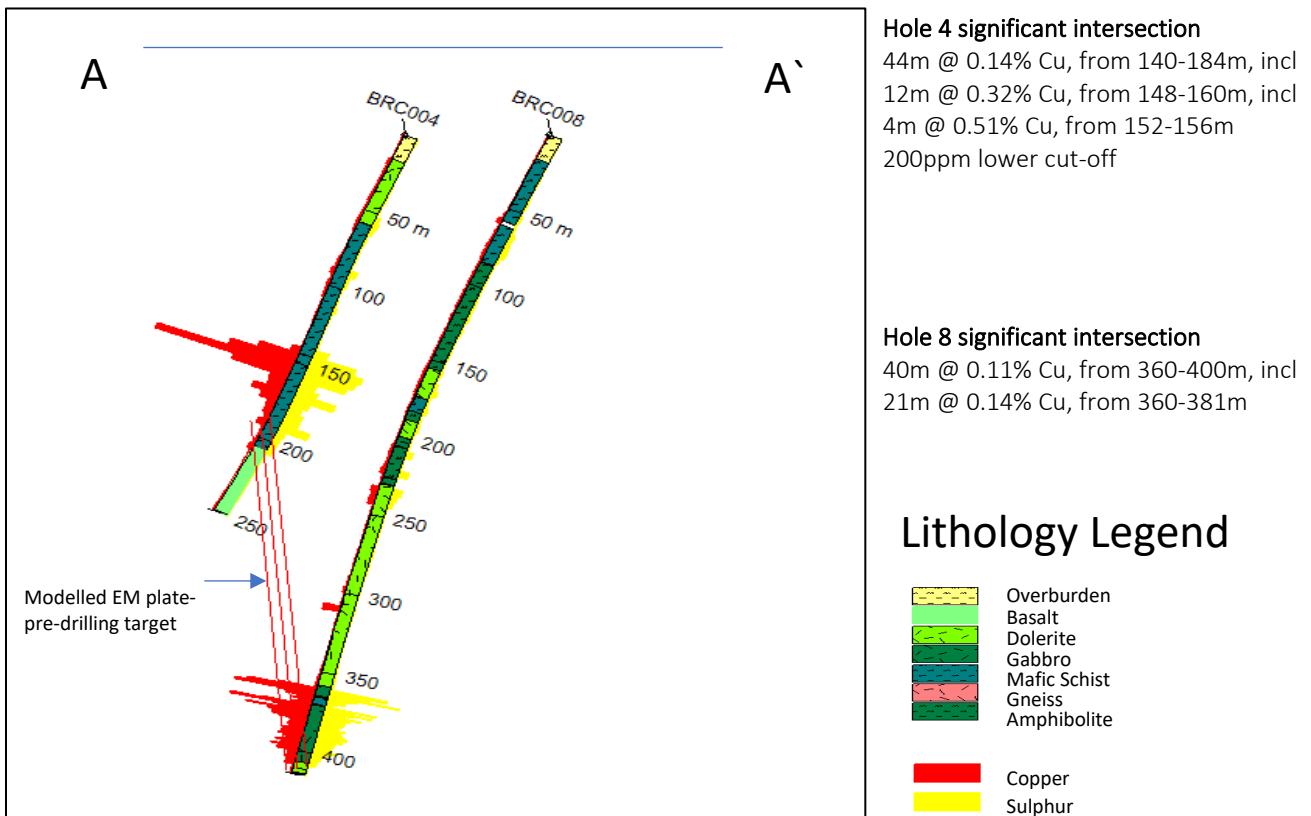 A
A`
BRC004
BRC008
50 m
100
150
200
250
50 m
100
150
200
250
300
350
400
Modelled EM plate-
pre-drilling target
Hole 4 significant intersection
44m @ 0.14% Cu, from 140-184m, incl
12m @ 0.32% Cu, from 148-160m, incl
4m @ 0.51% Cu, from 152-156m
200ppm lower cut-off
Hole 8 significant intersection
40m @ 0.11% Cu, from 360-400m, incl
21m @ 0.14% Cu, from 360-381m
Lithology Legend
Overburden
Basalt
Dolerite
Gabbro
Mafic Schist
Gneiss
Amphibolite
Copper
Sulphur